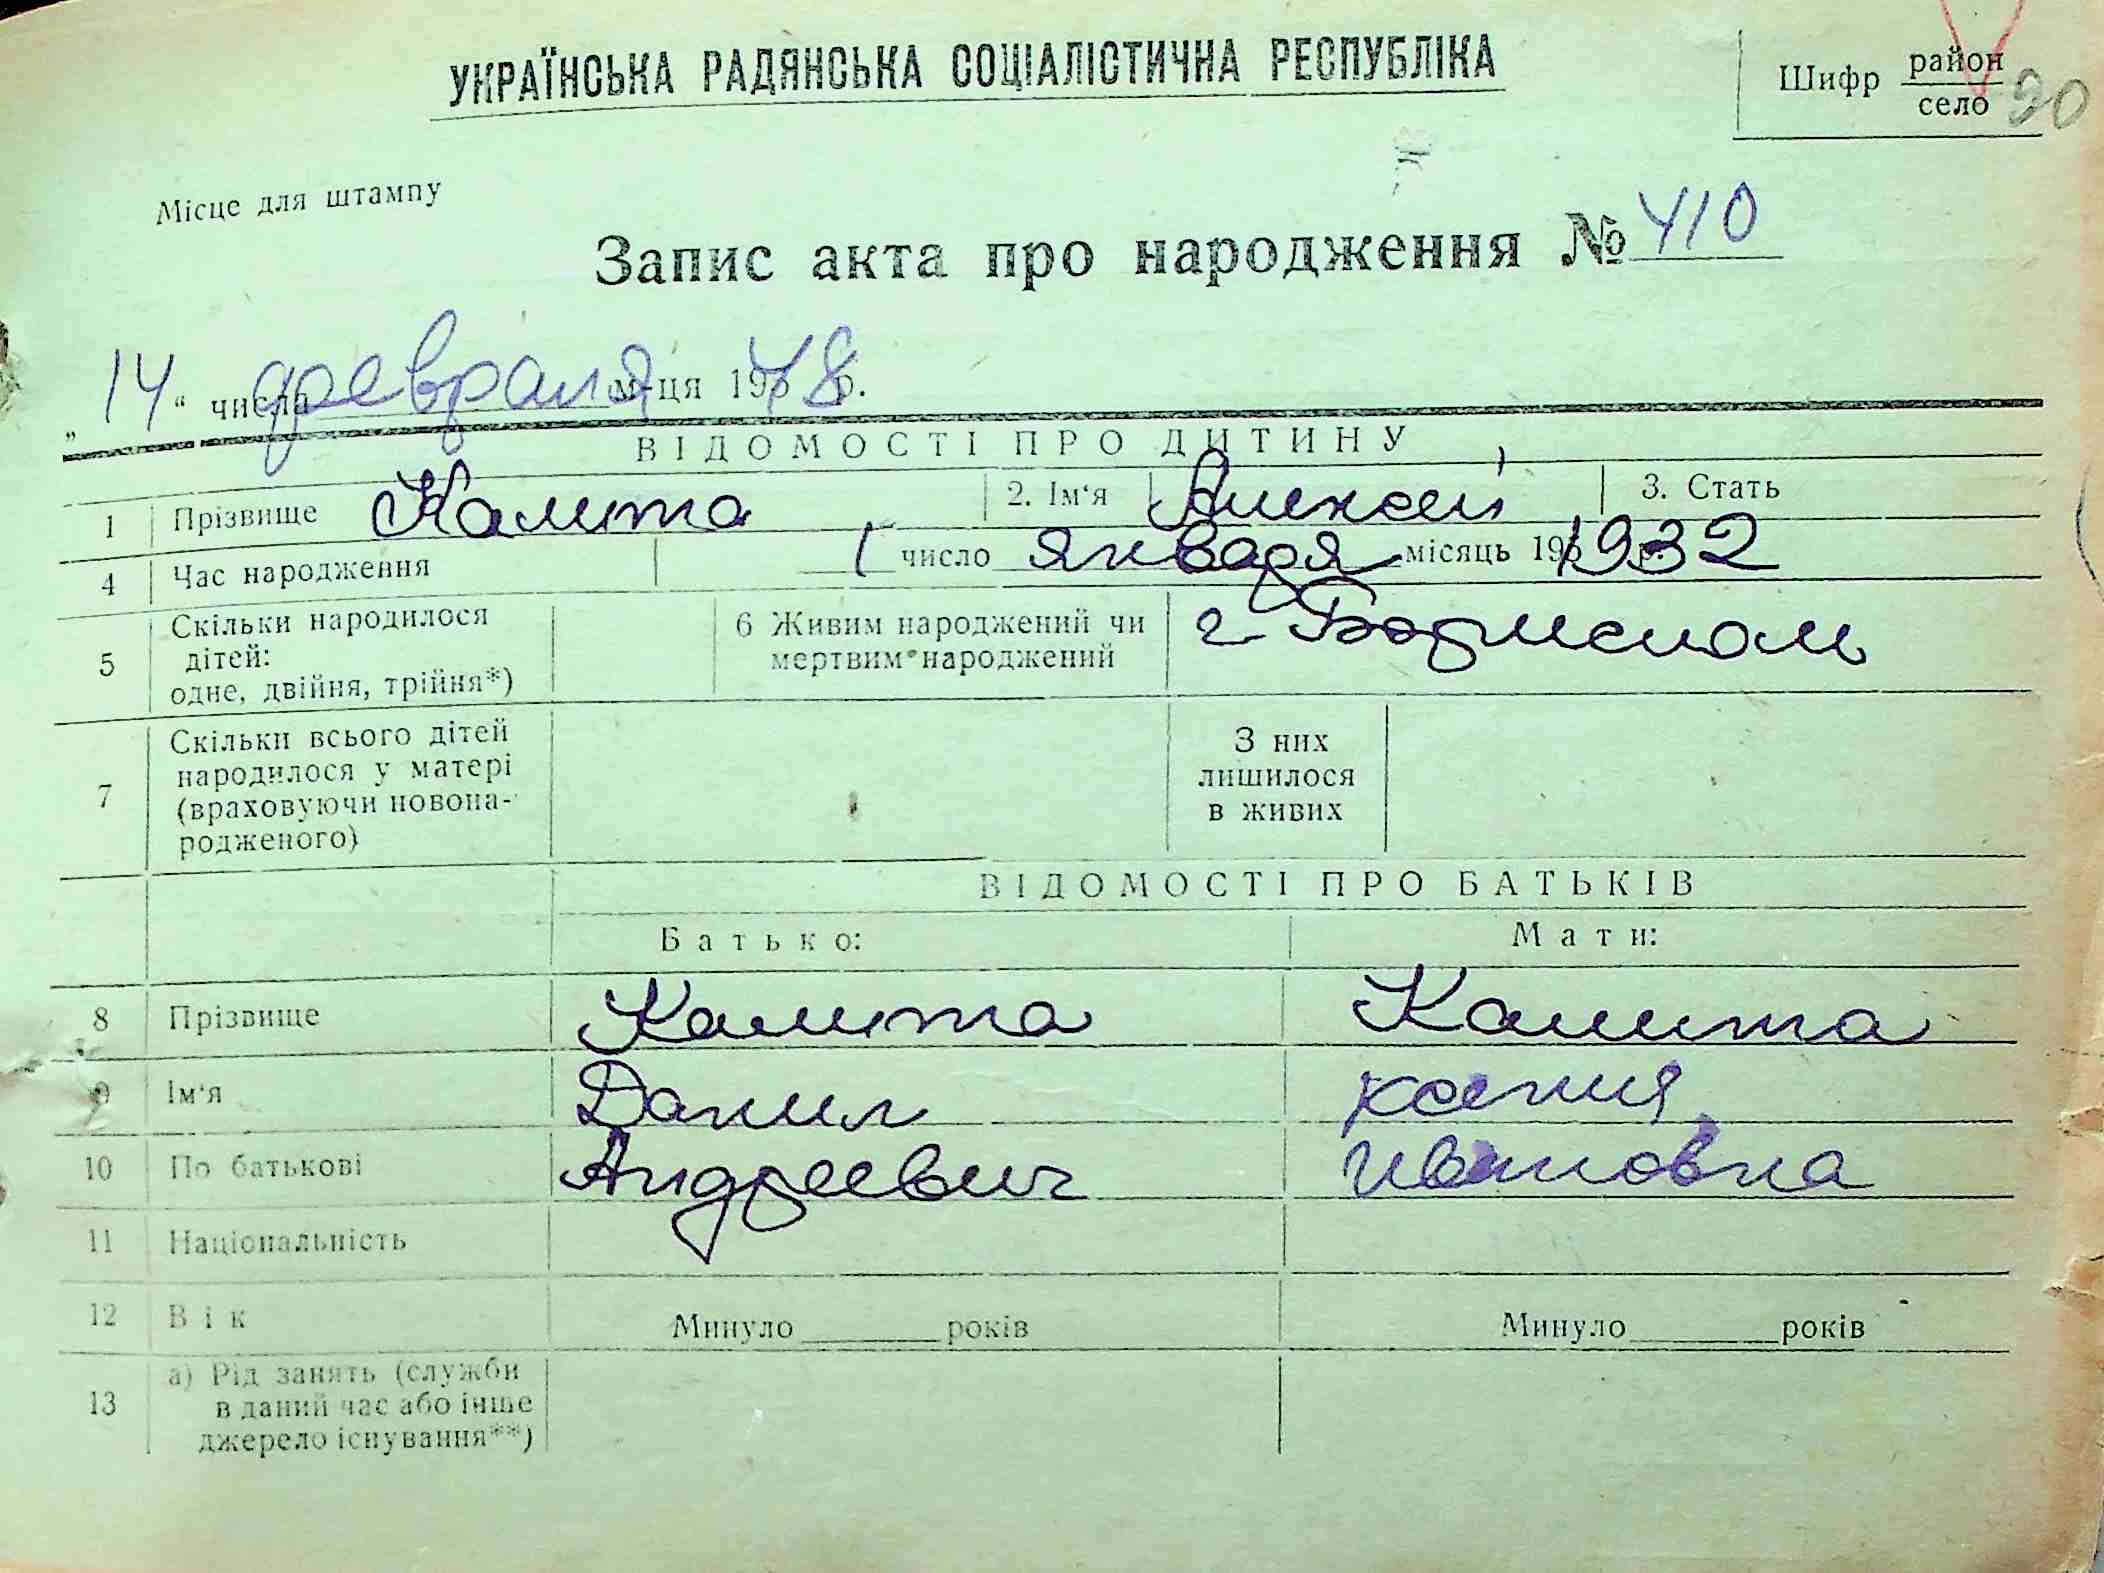 УКРАЇНСЬКА РАДЯНСЬКА СОЦІАЛІСТИЧНА РЕСПУБЛІКА
Шифр район
село 90
Місце для штампу
Запис акта про народження № 410
„ 14 “ числа февраля м-ця 195 48 р.
ВІДОМОСТІ ПРО ДИТИНУ
1 Прізвище Калита 2. Ім‘я Алексей 3. Стать
4 Час народження 1 число января місяць 195 1932 р.
5 Скільки народилося дітей: одне, двійня, трійня*) 6 Живим народжений чи мертвим народжений г Борисполь
7 Скільки всього дітей народилося у матері (враховуючи новона-родженого) З них лишилося в живих
ВІДОМОСТІ ПРО БАТЬКІВ
Батько: Мати:
8 Прізвище Калита Калита
9 Ім‘я Данил Ксения
10 По батькові Андреевич Ивановна
11 Національність
12 Вік Минуло років Минуло років
13 а) Рід занять (служби в даний час або інше джерело існування**)